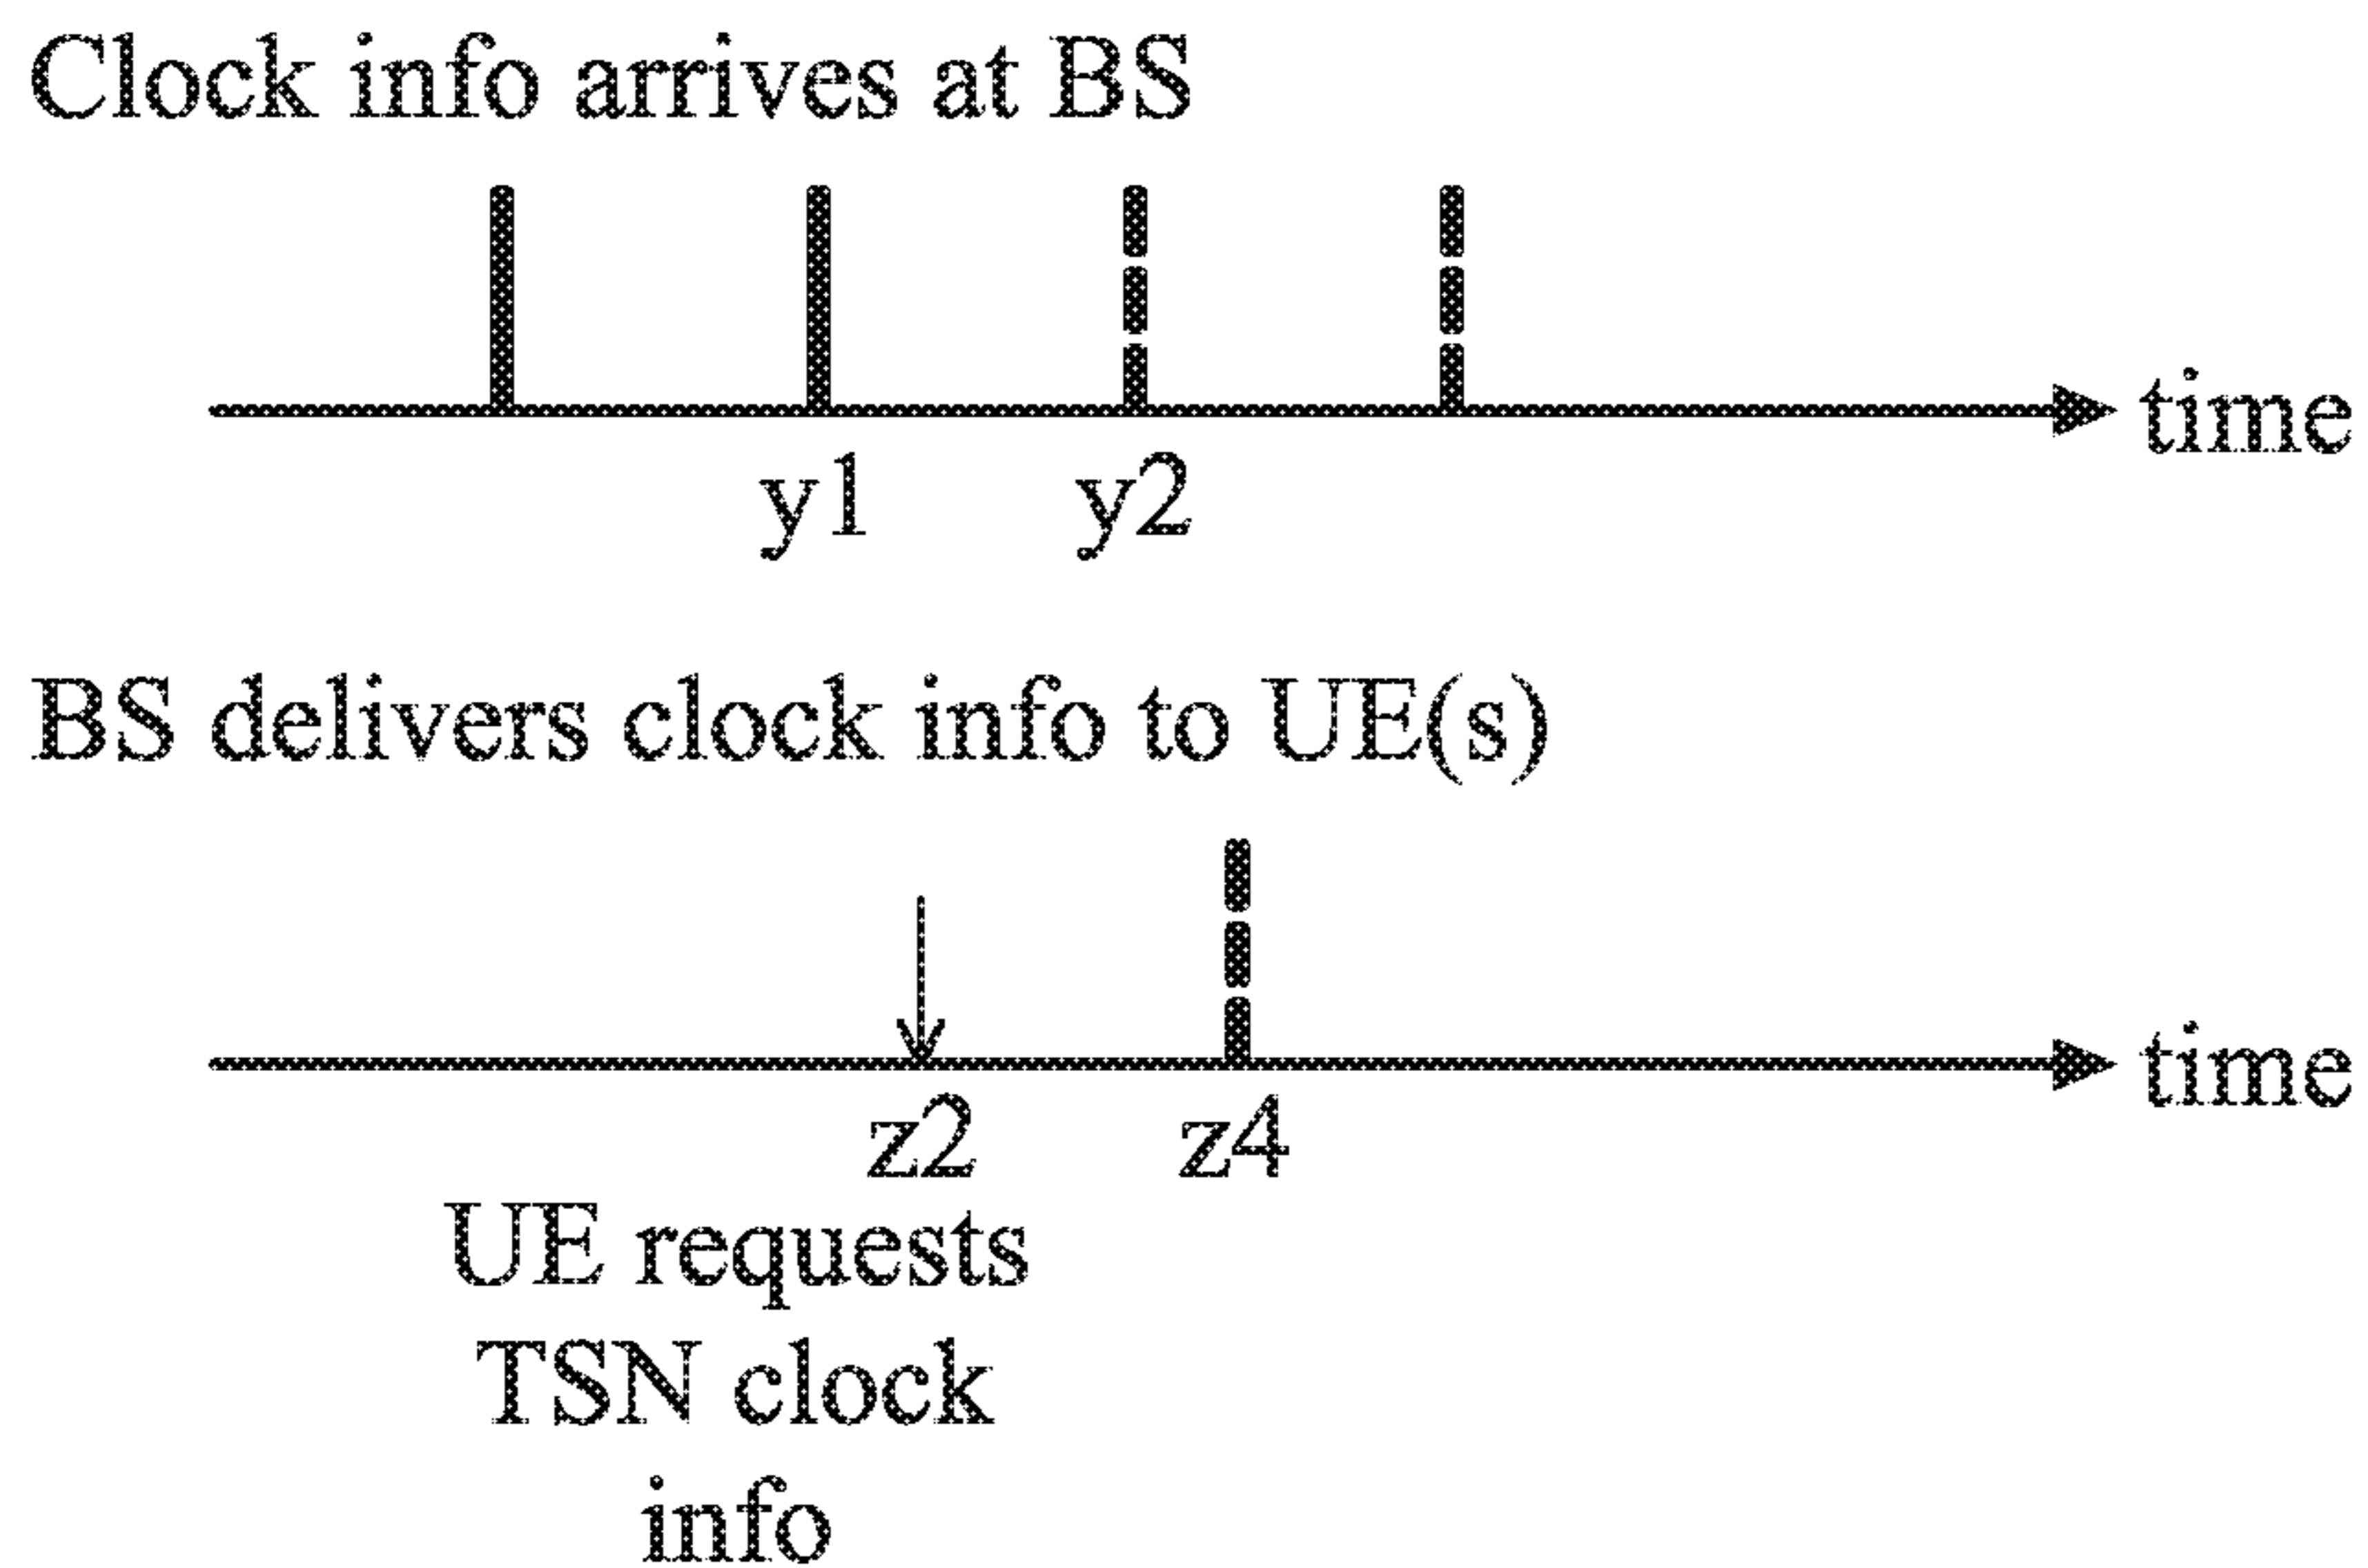 Clock info arrives at BS
time
y1 y2
BS delivers clock info to UE(s)
time
z2 z4
UE requests
TSN clock
info